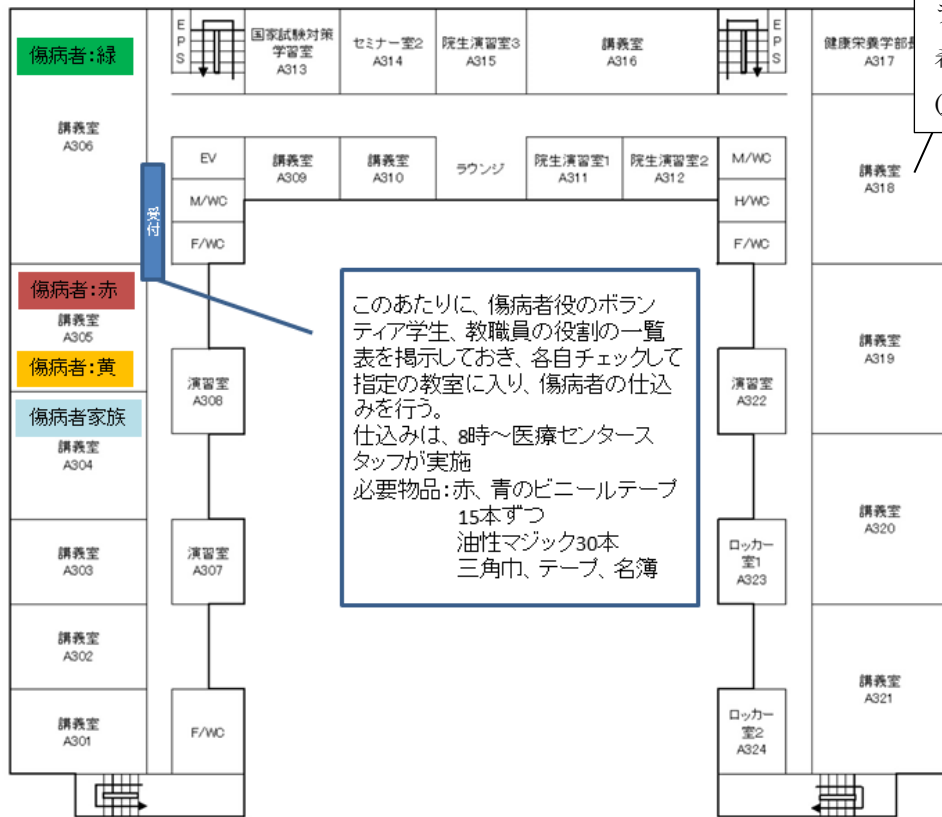 傷病者:緑
講義室
A306
EPS
国家試験対策
学習室
A313
セミナー室2
A314
院生演習室3
A315
講義室
A316
EPS
健康栄養学部長
A317
(
EV
M/WC
F/WC
講義室
A309
講義室
A310
ラウンジ
院生演習室1
A311
院生演習室2
A312
M/WC
H/WC
F/WC
講義室
A318
受付
傷病者:赤
講義室
A305
傷病者:黄
傷病者家族
講義室
A304
演習室
A308
このあたりに、傷病者役のボラン
ティア学生、教職員の役割の一覧
表を掲示しておき、各自チェックして
指定の教室に入り、傷病者の仕込
みを行う。
仕込みは、8時～医療センタース
タッフが実施
必要物品:赤、青のビニールテープ
15本ずつ
油性マジック30本
三角巾、テープ、名簿
演習室
A322
講義室
A319
講義室
A303
演習室
A307
ロッカー
室1
A323
講義室
A320
講義室
A302
講義室
A301
F/WC
ロッカー
室2
A324
講義室
A321